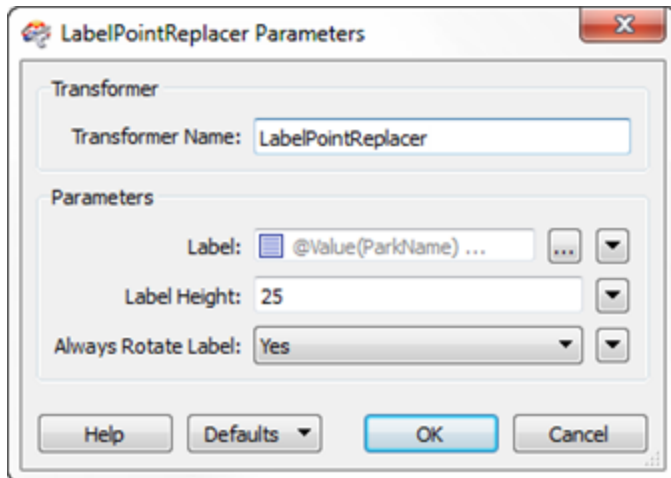 LabelPointReplacer Parameters
Transformer
Transformer Name: LabelPointReplacer
Parameters
Label: @Value(ParkName) ... ...
Label Height: 25
Always Rotate Label: Yes
Help Defaults OK Cancel